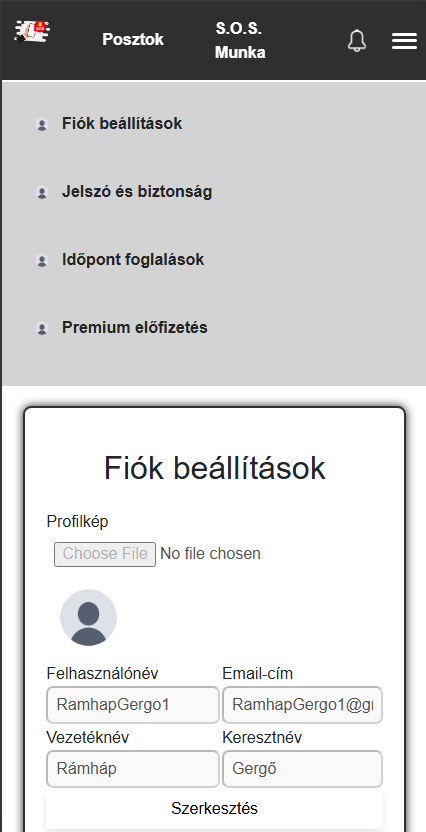 Posztok
S.O.S.
Munka
Fiók beállítások
Jelszó és biztonság
Időpont foglalások
Premium előfizetés
Fiók beállítások
Profilkép
Choose File No file chosen
Felhasználónév Email-cím
RamhapGergo1 RamhapGergo1@g
Vezetéknév Keresztnév
Rámháp Gergő
Szerkesztés